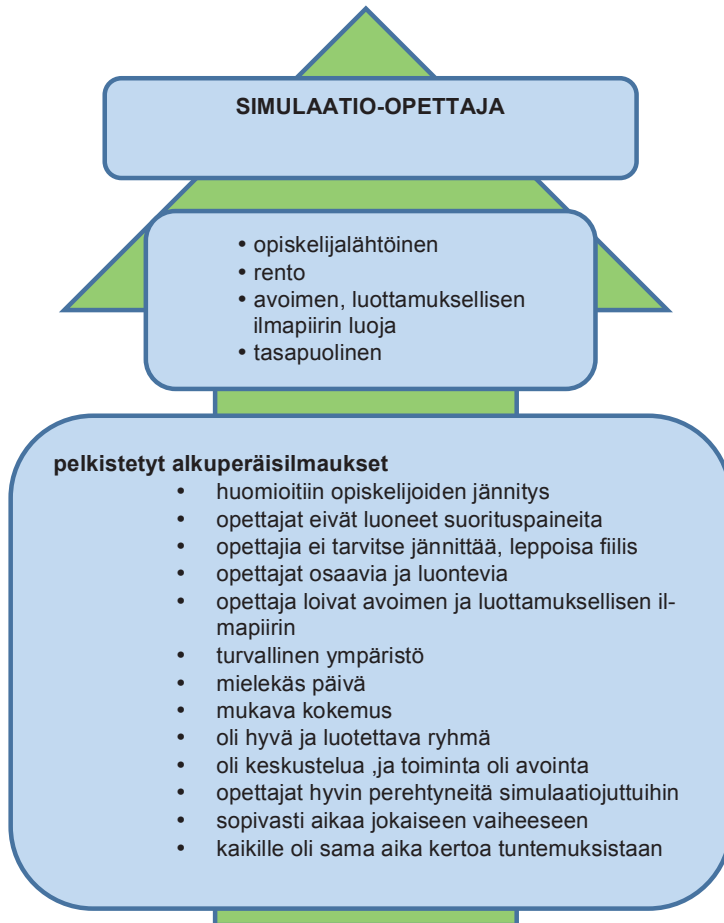 SIMULAATIO-OPETTAJA
• opiskelijalähtöinen
• rento
• avoimen, luottamuksellisen
ilmapiirin luoja
• tasapuolinen
pelkistetyt alkuperäisilmaukset
• huomioitiin opiskelijoiden jännitys
• opettajat eivät luoneet suorituspaineita
• opettajia ei tarvitse jännittää, leppoisa fiilis
• opettajat osaavia ja luontevia
• opettaja loivat avoimen ja luottamuksellisen il-
mapiirin
• turvallinen ympäristö
• mielekäs päivä
• mukava kokemus
• oli hyvä ja luotettava ryhmä
• oli keskustelua ,ja toiminta oli avointa
• opettajat hyvin perehtyneitä simulaatiojuttuihin
• sopivasti aikaa jokaiseen vaiheeseen
• kaikille oli sama aika kertoa tuntemuksistaan